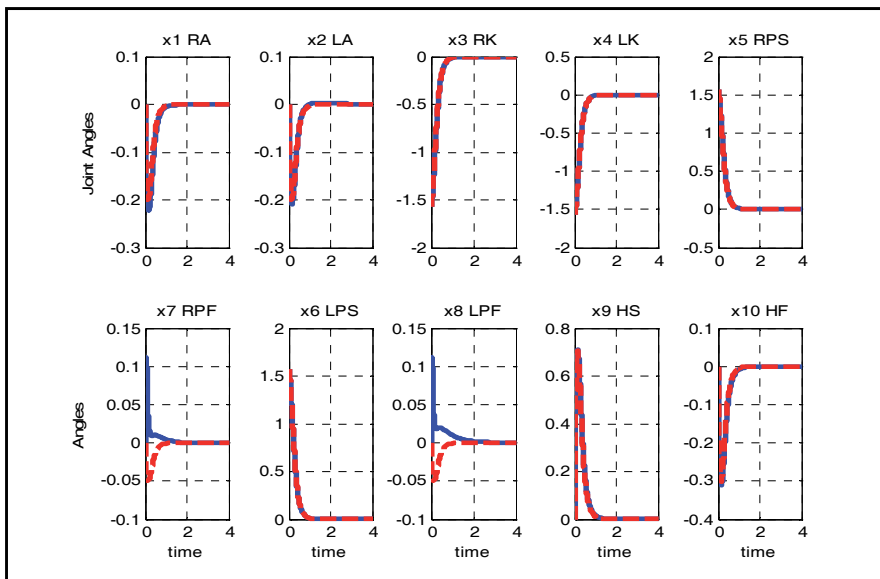 x1 RA
x2 LA
x3 RK
x4 LK
x5 RPS
Joint Angles
0.1
0
-0.1
-0.2
-0.3
0 2 4
0.1
0
-0.1
-0.2
-0.3
0 2 4
0
-0.5
-1
-1.5
-2
0 2 4
0.5
0
-0.5
-1
-1.5
-2
0 2 4
2
1.5
1
0.5
0
-0.5
0 2 4
x7 RPF
x6 LPS
x8 LPF
x9 HS
x10 HF
Angles
0.15
0.1
0.05
0
-0.05
-0.1
0 2 4
time
2
1.5
1
0.5
0
0 2 4
time
0.15
0.1
0.05
0
-0.05
-0.1
0 2 4
time
0.8
0.6
0.4
0.2
0
0 2 4
time
0.1
0
-0.1
-0.2
-0.3
-0.4
0 2 4
time